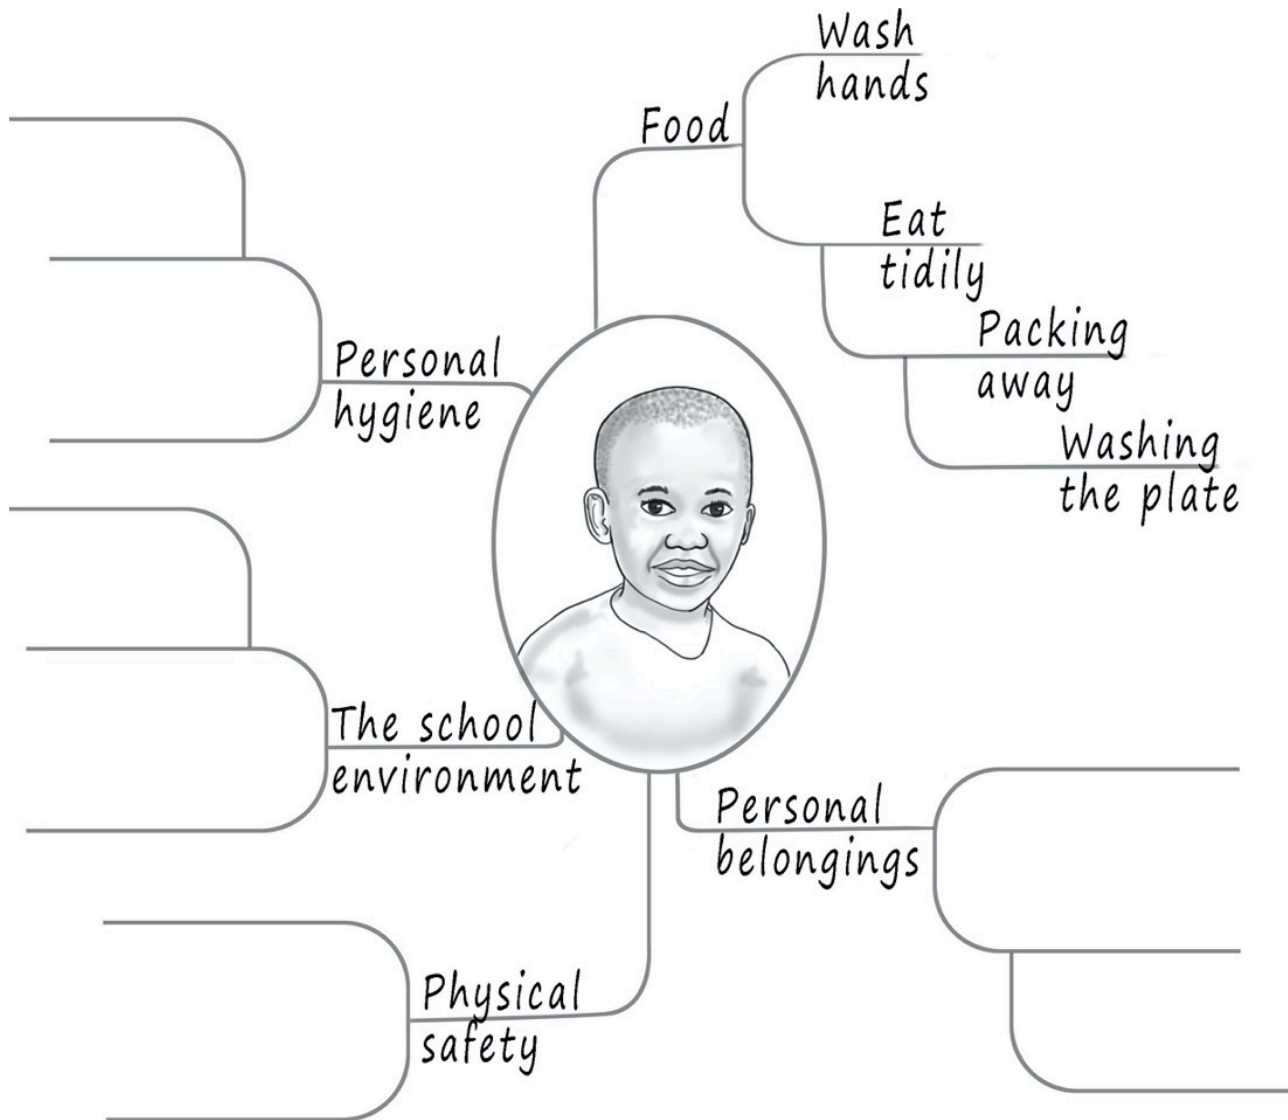 Wash
hands
Food
Eat
tidily
Packing
away
Washing
the plate
Personal
hygiene
The school
environment
Personal
belongings
Physical
safety